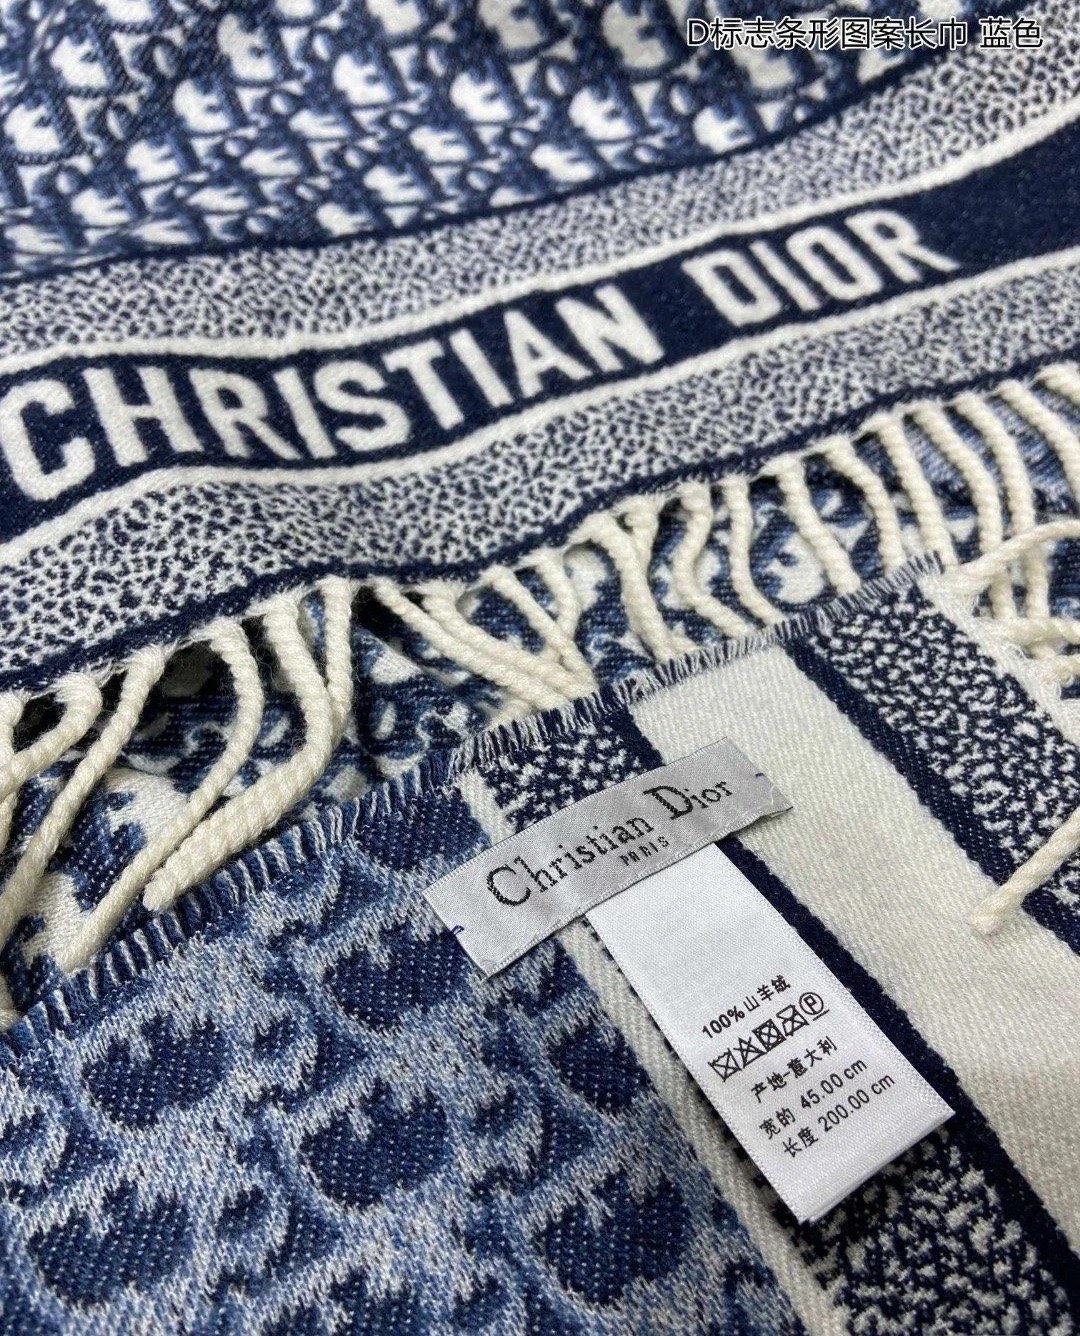 D标志条形图案长巾 蓝色
CHRISTIAN DIOR
Christian Dior
PARIS
100%山羊绒
P
产地-意大利
宽的 45.00 cm
长度 200.00 cm